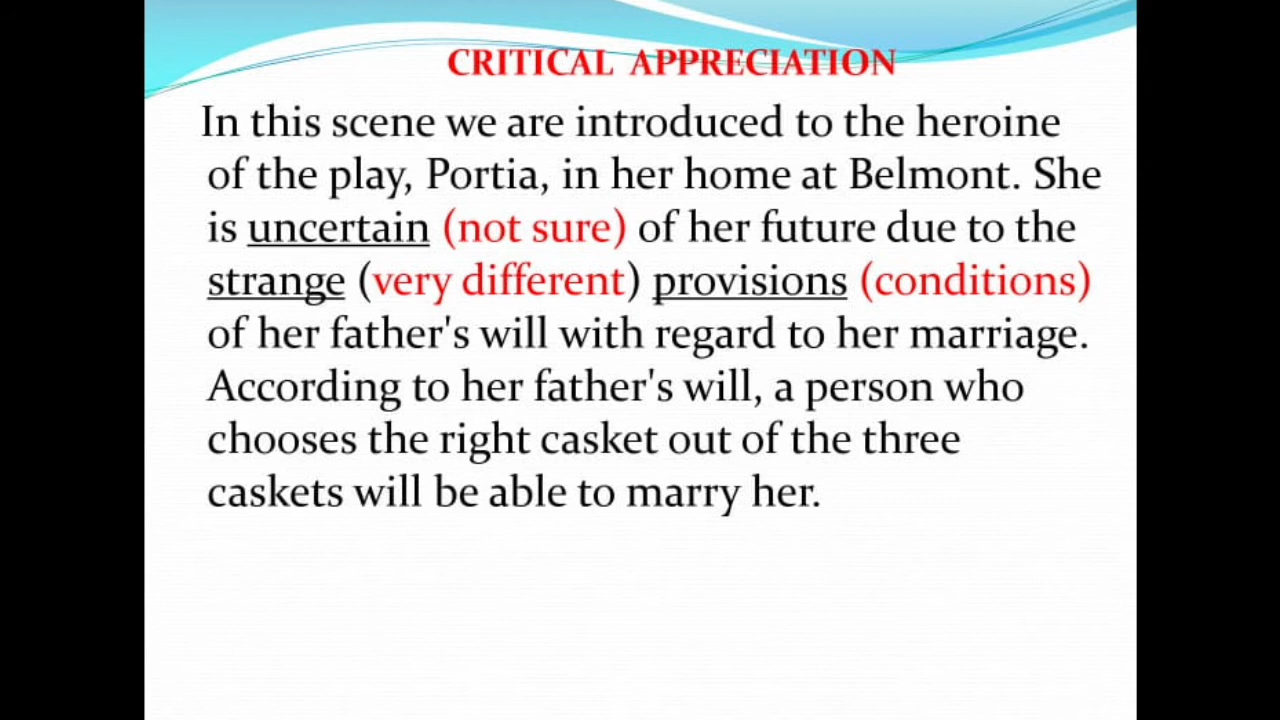 CRITICAL APPRECIATION
In this scene we are introduced to the heroine
of the play, Portia, in her home at Belmont. She
is uncertain (not sure) of her future due to the
strange (very different) provisions (conditions)
of her father's will with regard to her marriage.
According to her father's will, a person who
chooses the right casket out of the three
caskets will be able to marry her.